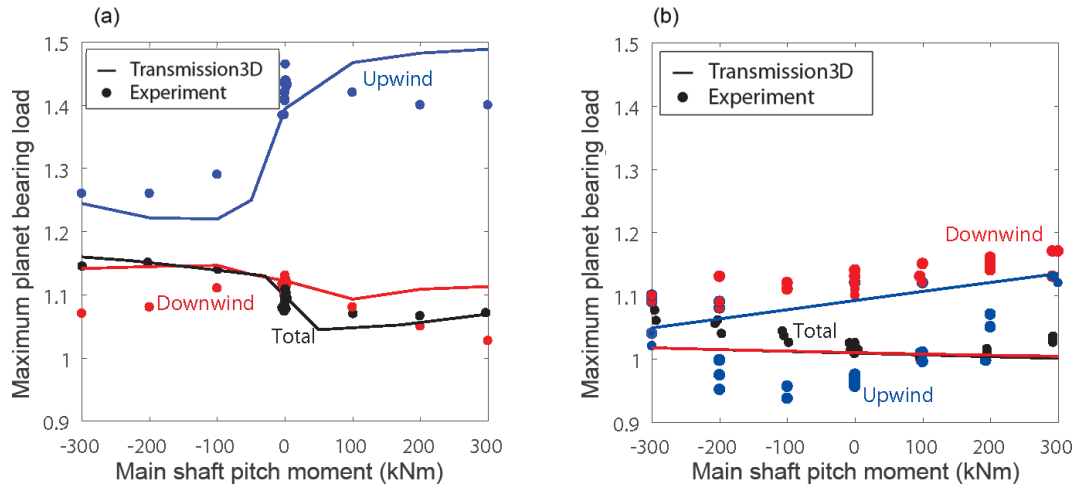 (a)
Maximum planet bearing load
1.5
1.4
1.3
1.2
1.1
1
0.9
Transmission3D
Experiment
Upwind
Downwind
Total
-300 -200 -100 0 100 200 300
Main shaft pitch moment (kNm)
(b)
Maximum planet bearing load
1.5
1.4
1.3
1.2
1.1
1
0.9
Transmission3D
Experiment
Downwind
Total
Upwind
-300 -200 -100 0 100 200 300
Main shaft pitch moment (kNm)